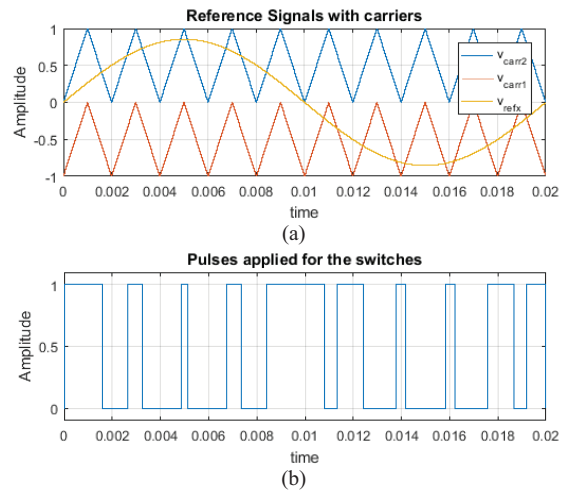 Reference Signals with carriers
1
0.5
0
-0.5
-1
Amplitude
v_carr2
v_carr1
v_refx
0 0.002 0.004 0.006 0.008 0.01 0.012 0.014 0.016 0.018 0.02
time
(a)
Pulses applied for the switches
1
0
Amplitude
0 0.002 0.004 0.006 0.008 0.01 0.012 0.014 0.016 0.018 0.02
time
(b)